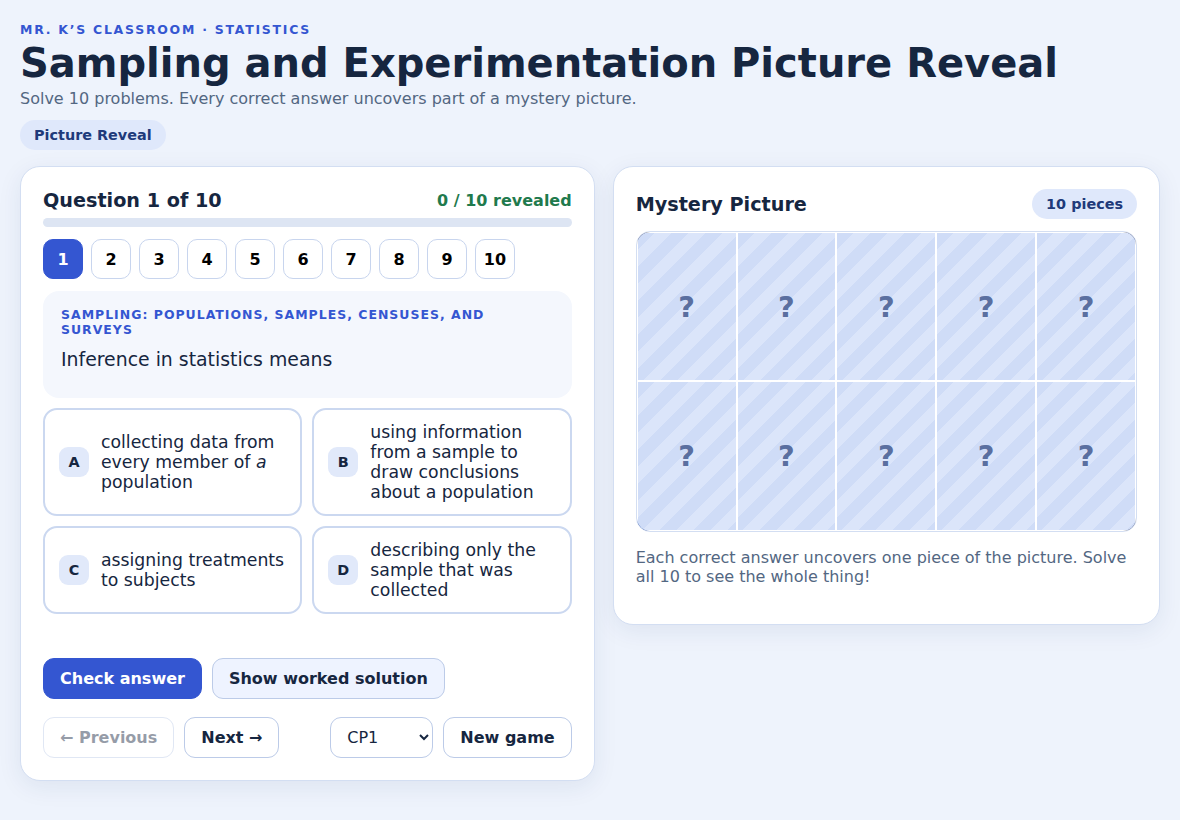 MR. K’S CLASSROOM · STATISTICS
Sampling and Experimentation Picture Reveal
Solve 10 problems. Every correct answer uncovers part of a mystery picture.
Picture Reveal
Question 1 of 10
0 / 10 revealed
1 2 3 4 5 6 7 8 9 10
SAMPLING: POPULATIONS, SAMPLES, CENSUSES, AND
SURVEYS
Inference in statistics means
A
collecting data from
every member of a
population
B
using information
from a sample to
draw conclusions
about a population
C
assigning treatments
to subjects
D
describing only the
sample that was
collected
Check answer
Show worked solution
← Previous
Next →
CP1
New game
Mystery Picture
10 pieces
? ? ? ? ?
? ? ? ? ?
Each correct answer uncovers one piece of the picture. Solve
all 10 to see the whole thing!